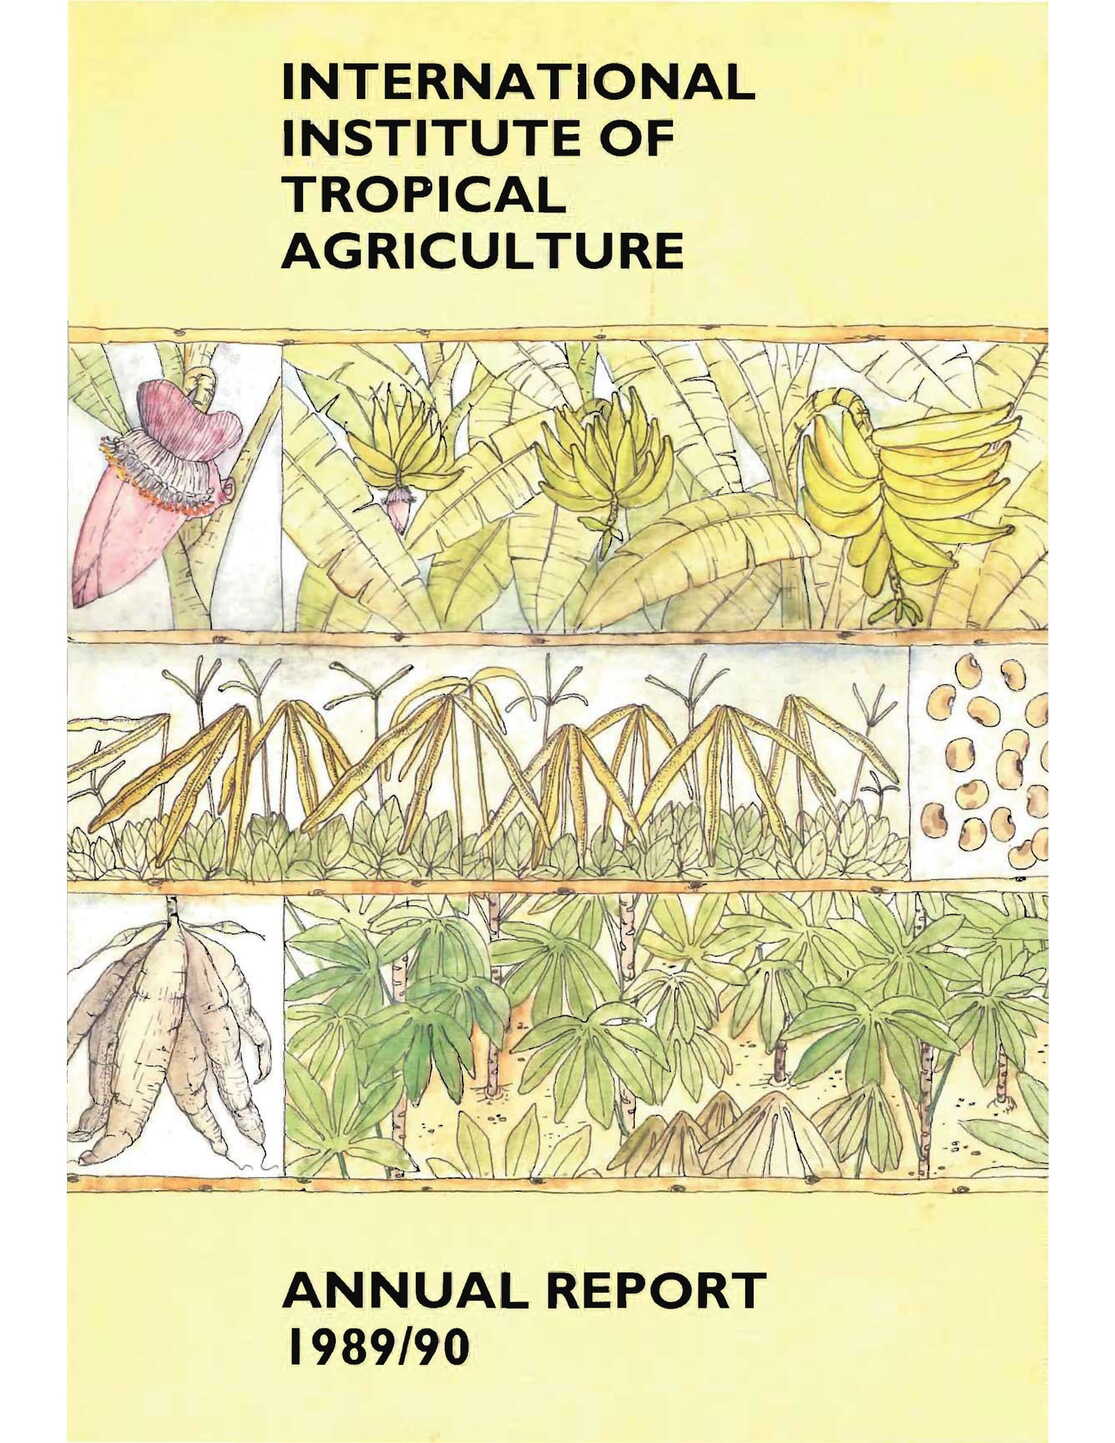 INTERNATIONAL
INSTITUTE OF
TROPICAL
AGRICULTURE
ANNUAL REPORT
1989/90